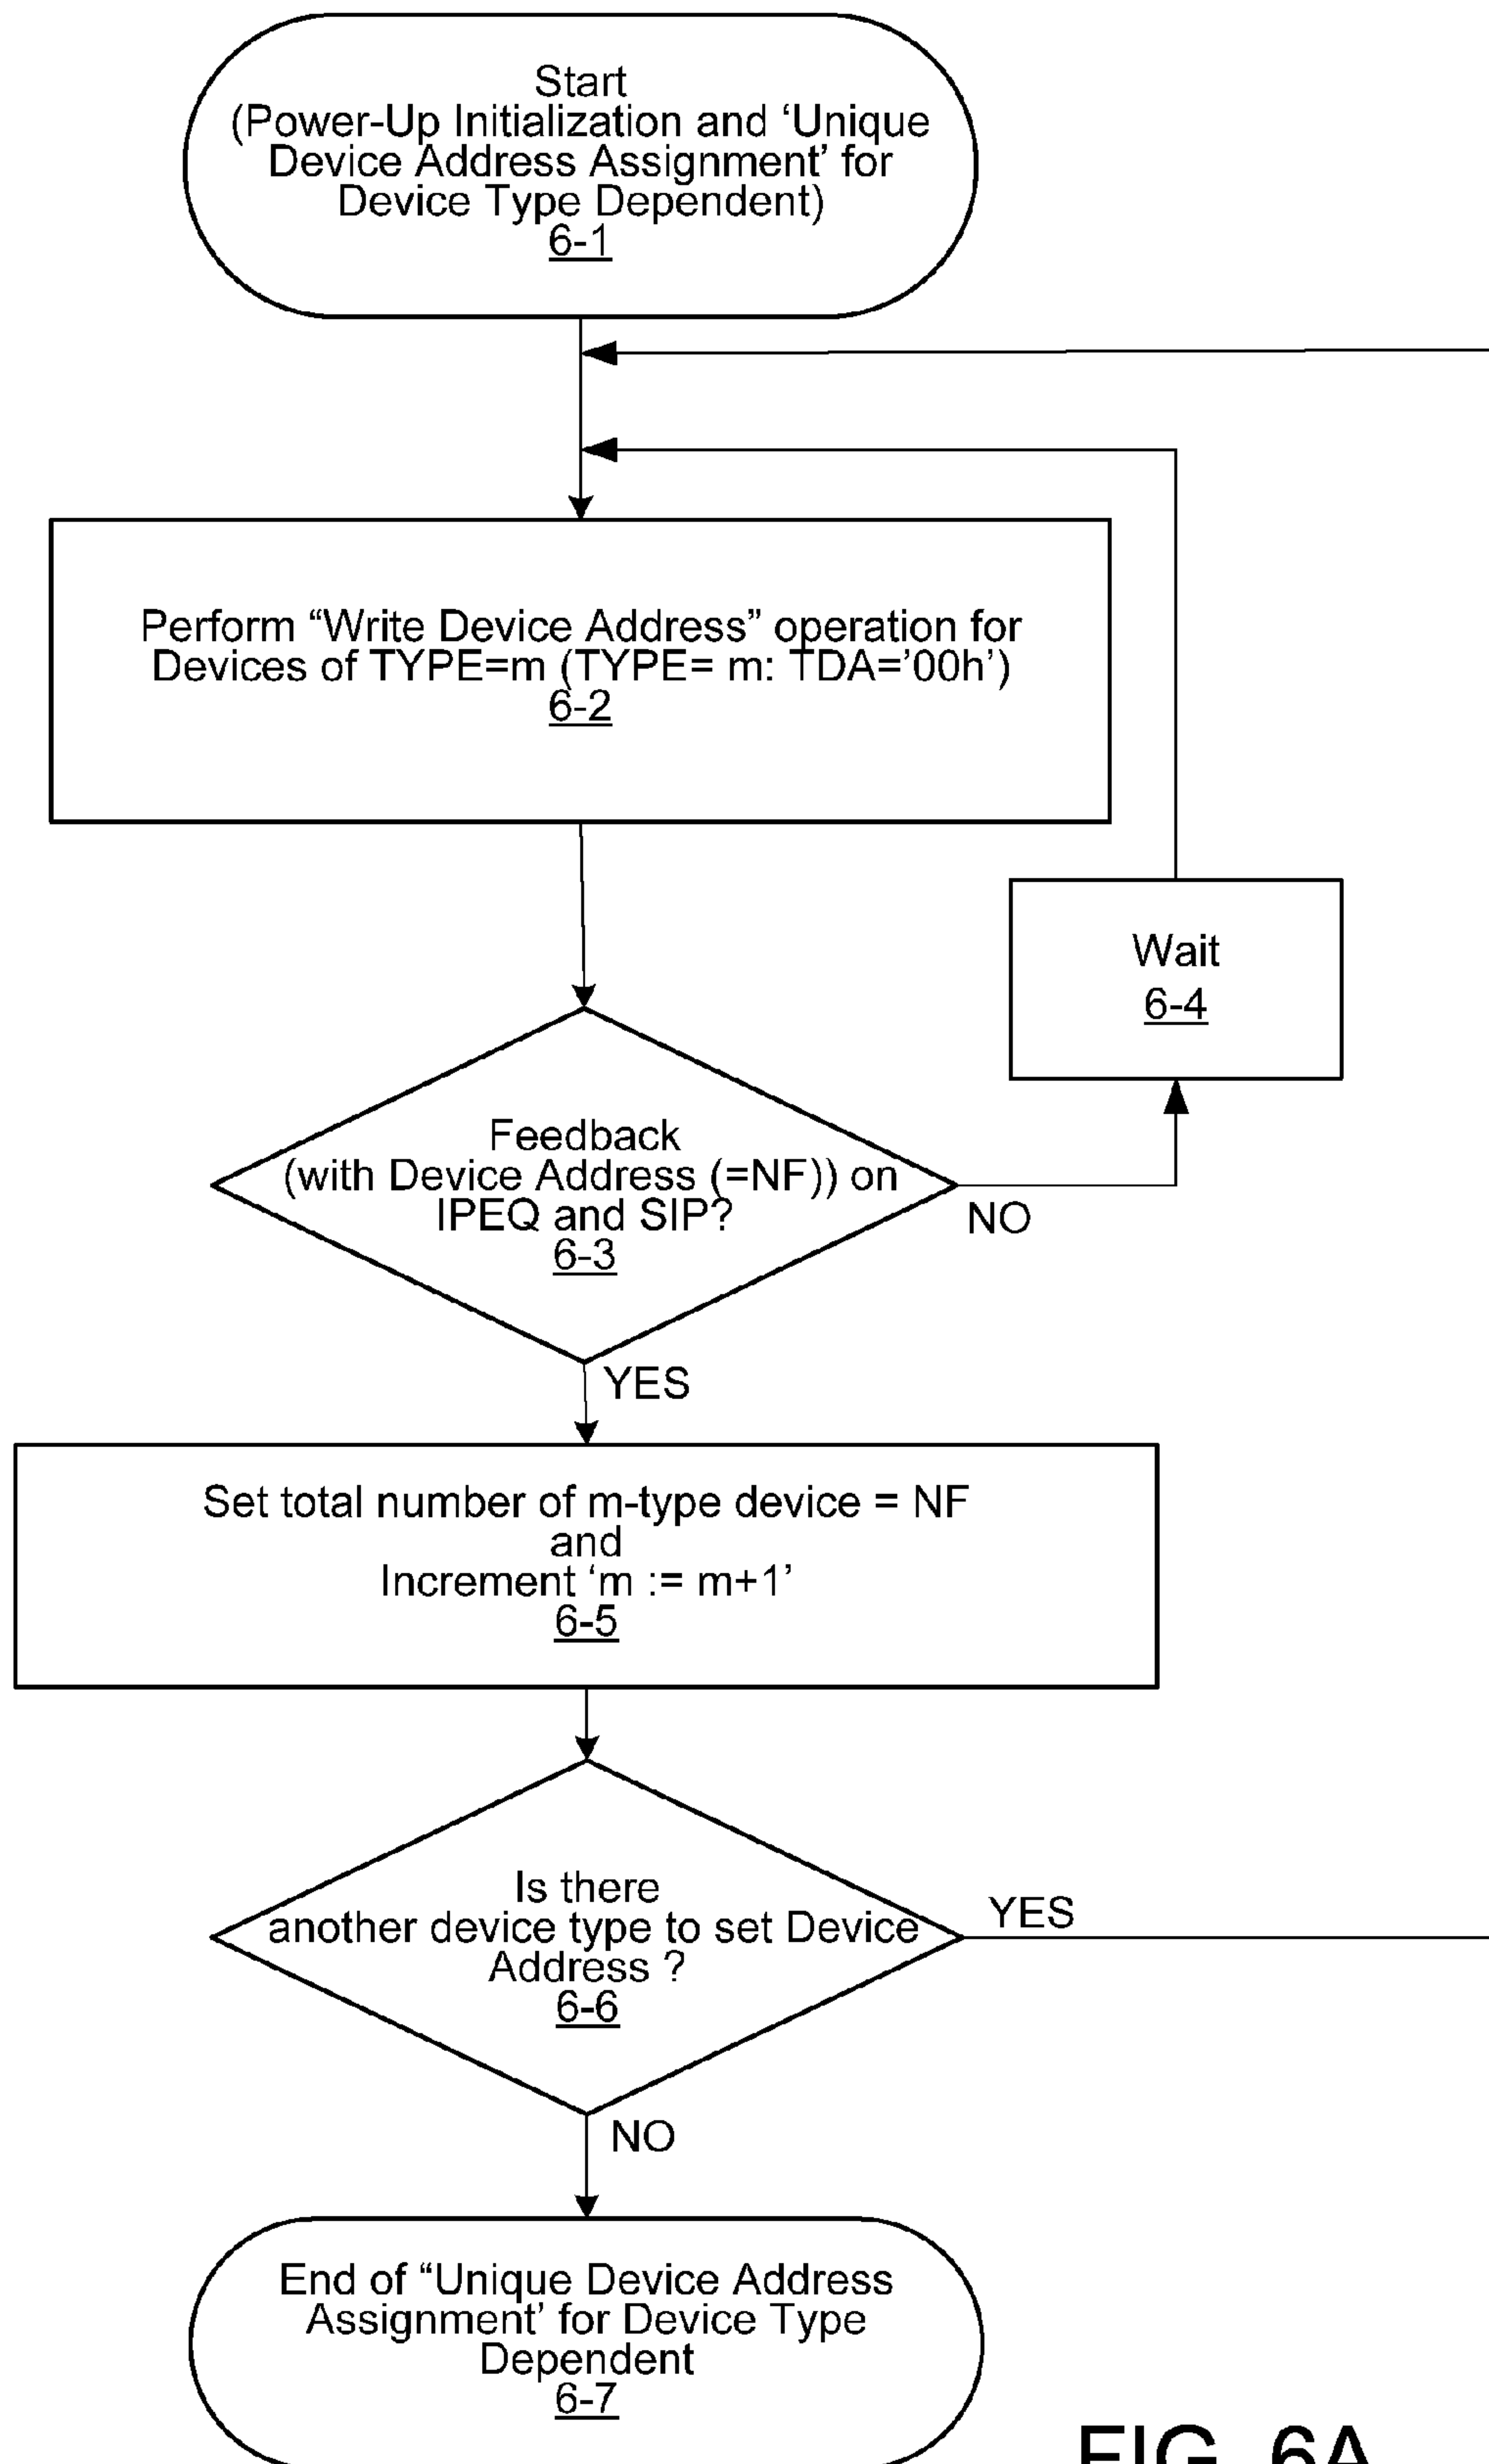 Start
(Power-Up Initialization and ‘Unique
Device Address Assignment’ for
Device Type Dependent)
6-1
Perform “Write Device Address” operation for
Devices of TYPE=m (TYPE= m: TDA=’00h’)
6-2
Wait
6-4
Feedback
(with Device Address (=NF)) on
IPEQ and SIP?
6-3
NO
YES
Set total number of m-type device = NF
and
Increment ‘m := m+1’
6-5
Is there
another device type to set Device
Address ?
6-6
YES
NO
End of “Unique Device Address
Assignment’ for Device Type
Dependent
6-7
FIG. 6A